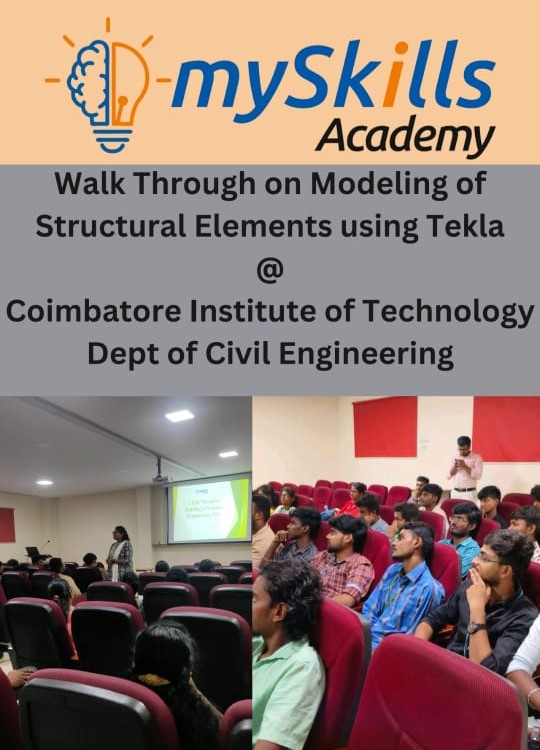 mySkills
Academy
Walk Through on Modeling of
Structural Elements using Tekla
@
Coimbatore Institute of Technology
Dept of Civil Engineering